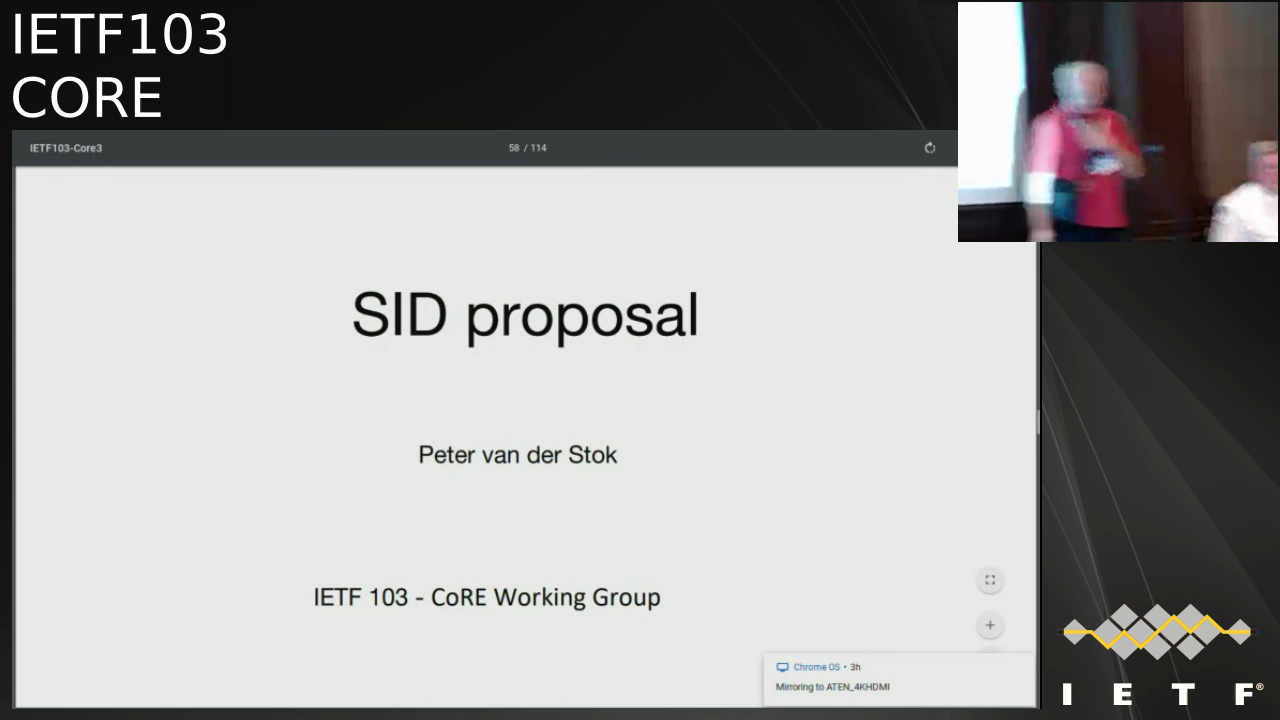 IETF103
CORE
IETF103-Core3
58 / 114
SID proposal
Peter van der Stok
IETF 103 - CoRE Working Group
Chrome OS • 3h
Mirroring to ATEN_4KHDMI
I E T F®